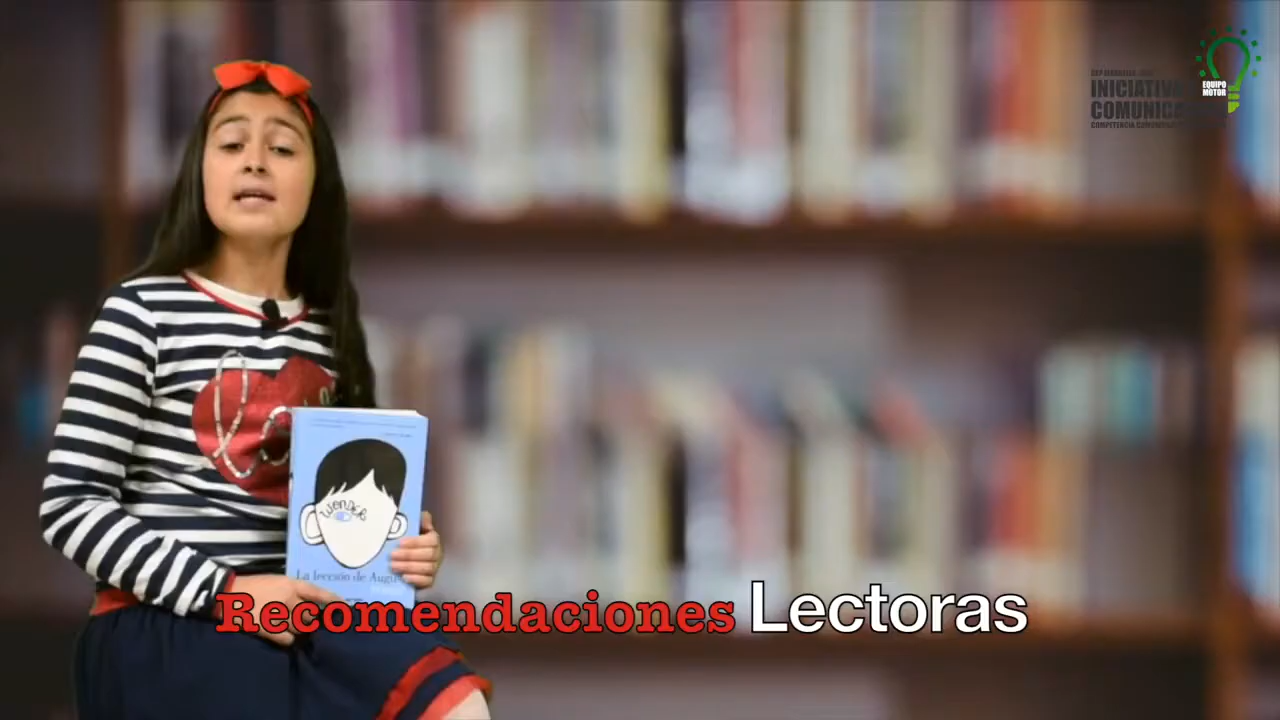 INICIATIVA
COMUNICA
EQUIPO
MOTOR
WONDER
La lección de Augu
Recomendaciones Lectoras